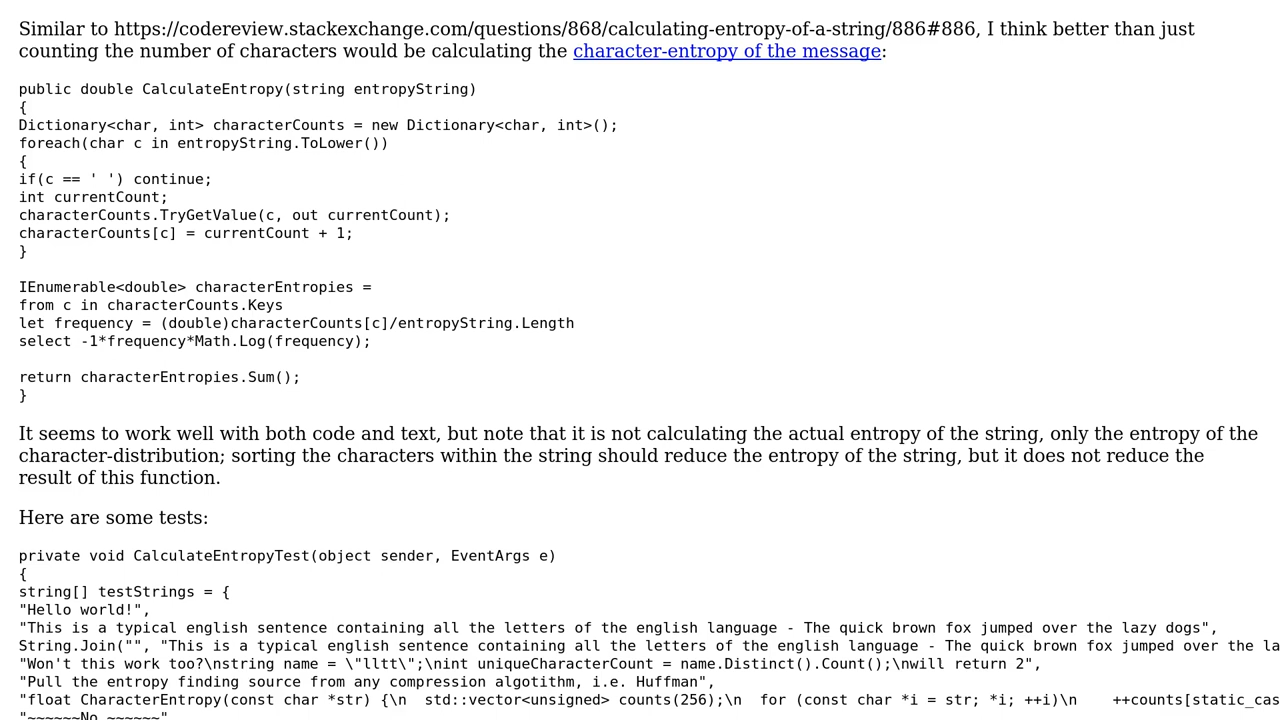 Similar to https://codereview.stackexchange.com/questions/868/calculating-entropy-of-a-string/886#886, I think better than just
counting the number of characters would be calculating the character-entropy of the message:
public double CalculateEntropy(string entropyString)
{
Dictionary<char, int> characterCounts = new Dictionary<char, int>();
foreach(char c in entropyString.ToLower())
{
if(c == ' ') continue;
int currentCount;
characterCounts.TryGetValue(c, out currentCount);
characterCounts[c] = currentCount + 1;
}
IEnumerable<double> characterEntropies =
from c in characterCounts.Keys
let frequency = (double)characterCounts[c]/entropyString.Length
select -1*frequency*Math.Log(frequency);
return characterEntropies.Sum();
}
It seems to work well with both code and text, but note that it is not calculating the actual entropy of the string, only the entropy of the
character-distribution; sorting the characters within the string should reduce the entropy of the string, but it does not reduce the
result of this function.
Here are some tests:
private void CalculateEntropyTest(object sender, EventArgs e)
{
string[] testStrings = {
"Hello world!",
"This is a typical english sentence containing all the letters of the english language - The quick brown fox jumped over the lazy dogs",
String.Join("", "This is a typical english sentence containing all the letters of the english language - The quick brown fox jumped over the la
"Won't this work too?\nstring name = \"lltt\";\nint uniqueCharacterCount = name.Distinct().Count();\nwill return 2",
"Pull the entropy finding source from any compression algotithm, i.e. Huffman",
"float CharacterEntropy(const char *str) {\n  std::vector<unsigned> counts(256);\n  for (const char *i = str; *i; ++i)\n    ++counts[static_cas
"~~~~~~No.~~~~~~"